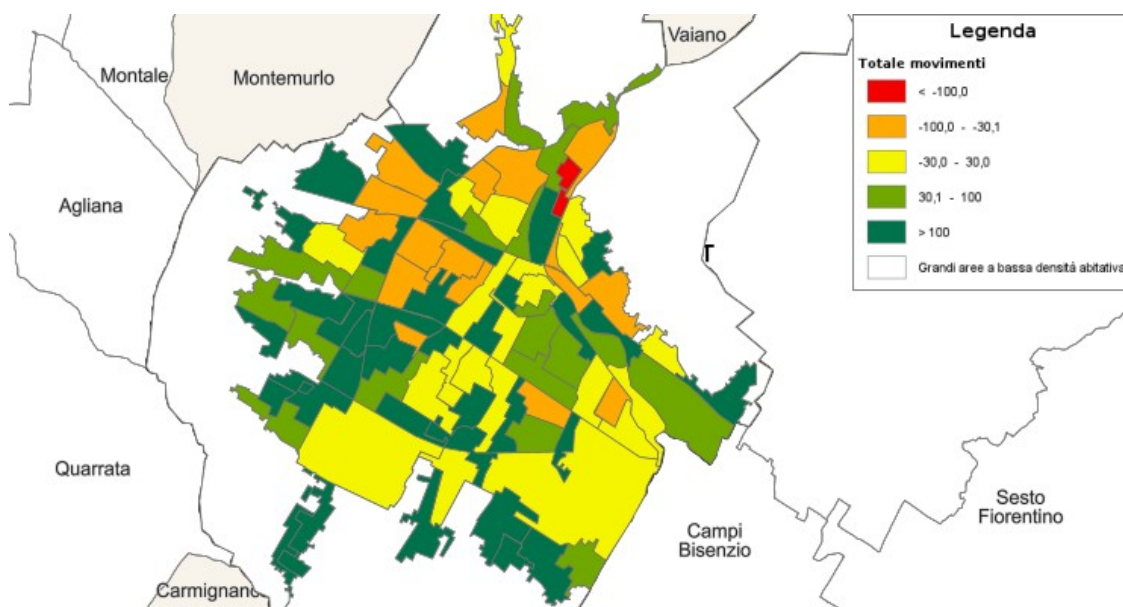 Vaiano
Montale
Montemurlo
Agliana
T
Quarrata
Campi
Bisenzio
Sesto
Fiorentino
Carmignano
Legenda
Totale movimenti
< -100,0
-100,0 - -30,1
-30,0 - 30,0
30,1 - 100
> 100
Grandi aree a bassa densitá abitativa